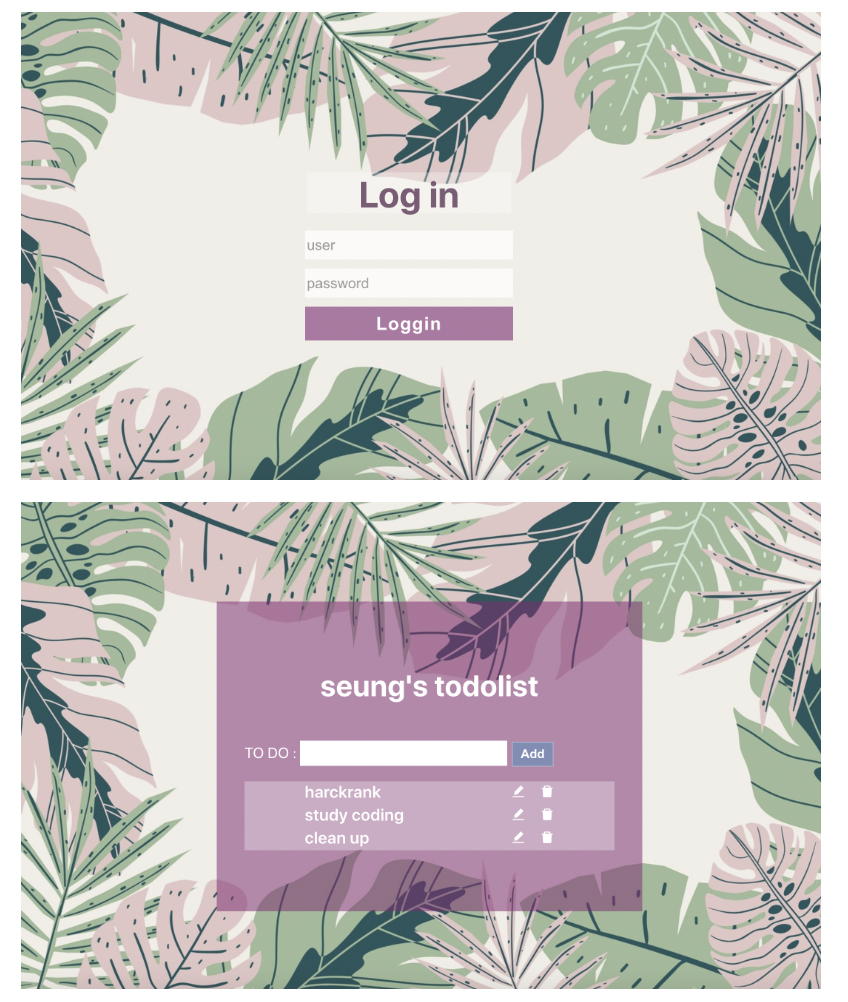 Log in
user
password
Loggin
seung's todolist
TO DO : Add
harckrank
study coding
clean up